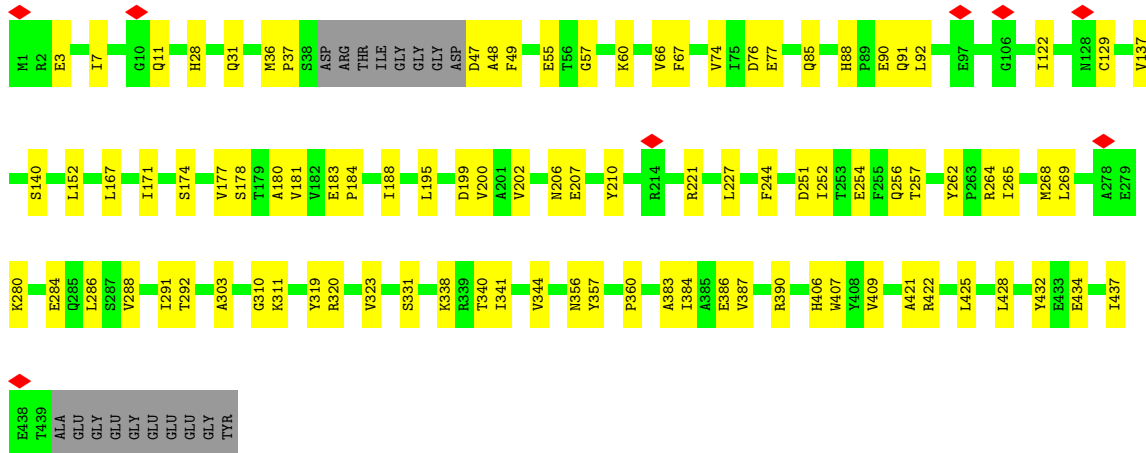 M1 R2 E3 I7 G10 Q11 H28 Q31 M36 P37 S38 ASP ARG THR ILE GLY GLY GLY ASP D47 A48 F49 E55 T56 G57 K60 V66 F67 V74 I75 D76 E77 Q85 H88 P89 E90 Q91 L92 E97 G106 I122 N128 C129 V137
S140 L152 L167 I171 S174 V177 S178 T179 A180 V181 V182 E183 P184 I188 L195 D199 V200 A201 V202 N206 E207 Y210 R214 R221 L227 F244 D251 I252 T253 E254 F255 Q256 T257 Y262 P263 R264 I265 M268 L269 A278 E279
K280 E284 Q285 L286 S287 V288 I291 T292 A303 G310 K311 Y319 R320 V323 S331 K338 R339 T340 I341 V344 N356 Y357 P360 A383 I384 A385 E386 V387 R390 H406 W407 Y408 V409 A421 R422 L425 L428 Y432 E433 E434 I437
E438 T439 ALA GLU GLY GLU GLY GLU GLU GLU GLY TYR